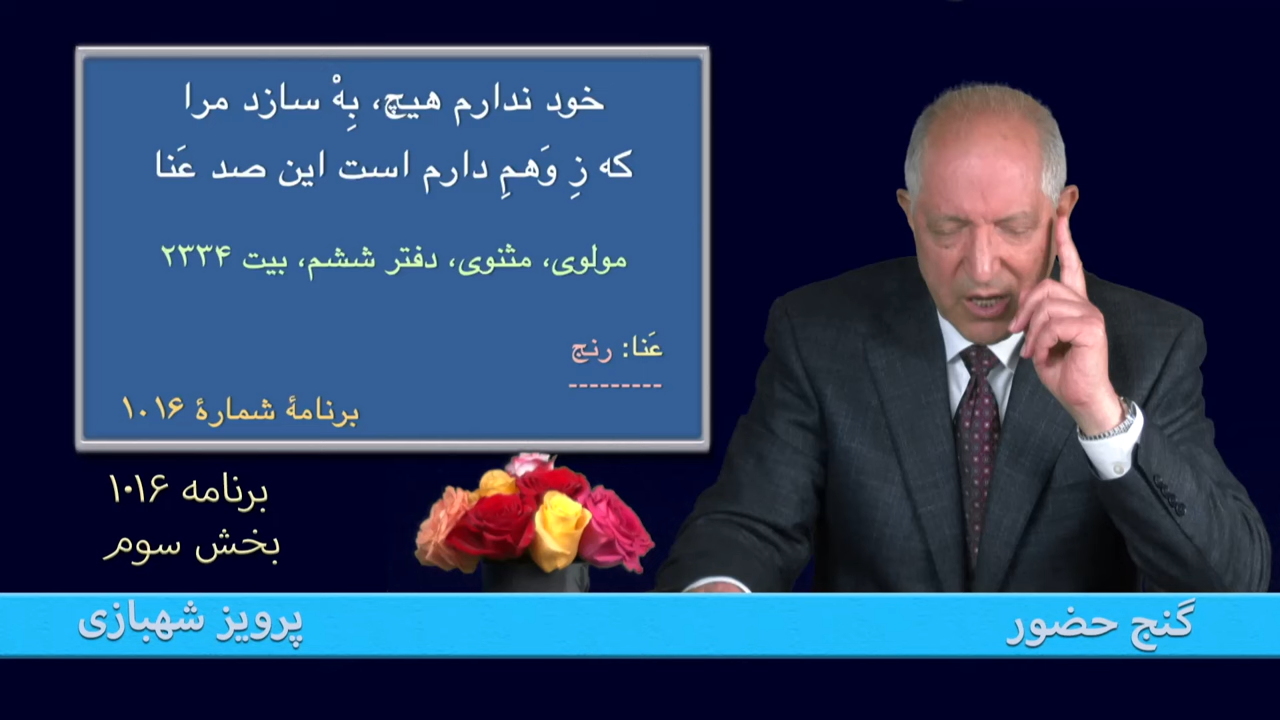 خود ندارم هیچ، بِهْ سازد مرا
که زِ وَهمِ دارم است این صد عَنا
مولوی، مثنوی، دفتر ششم، بیت ۲۳۳۴
عَنا: رنج
---------
برنامهٔ شمارهٔ ۱۰۱۶
برنامه ۱۰۱۶
بخش سوم
گنج حضور
پرویز شهبازی